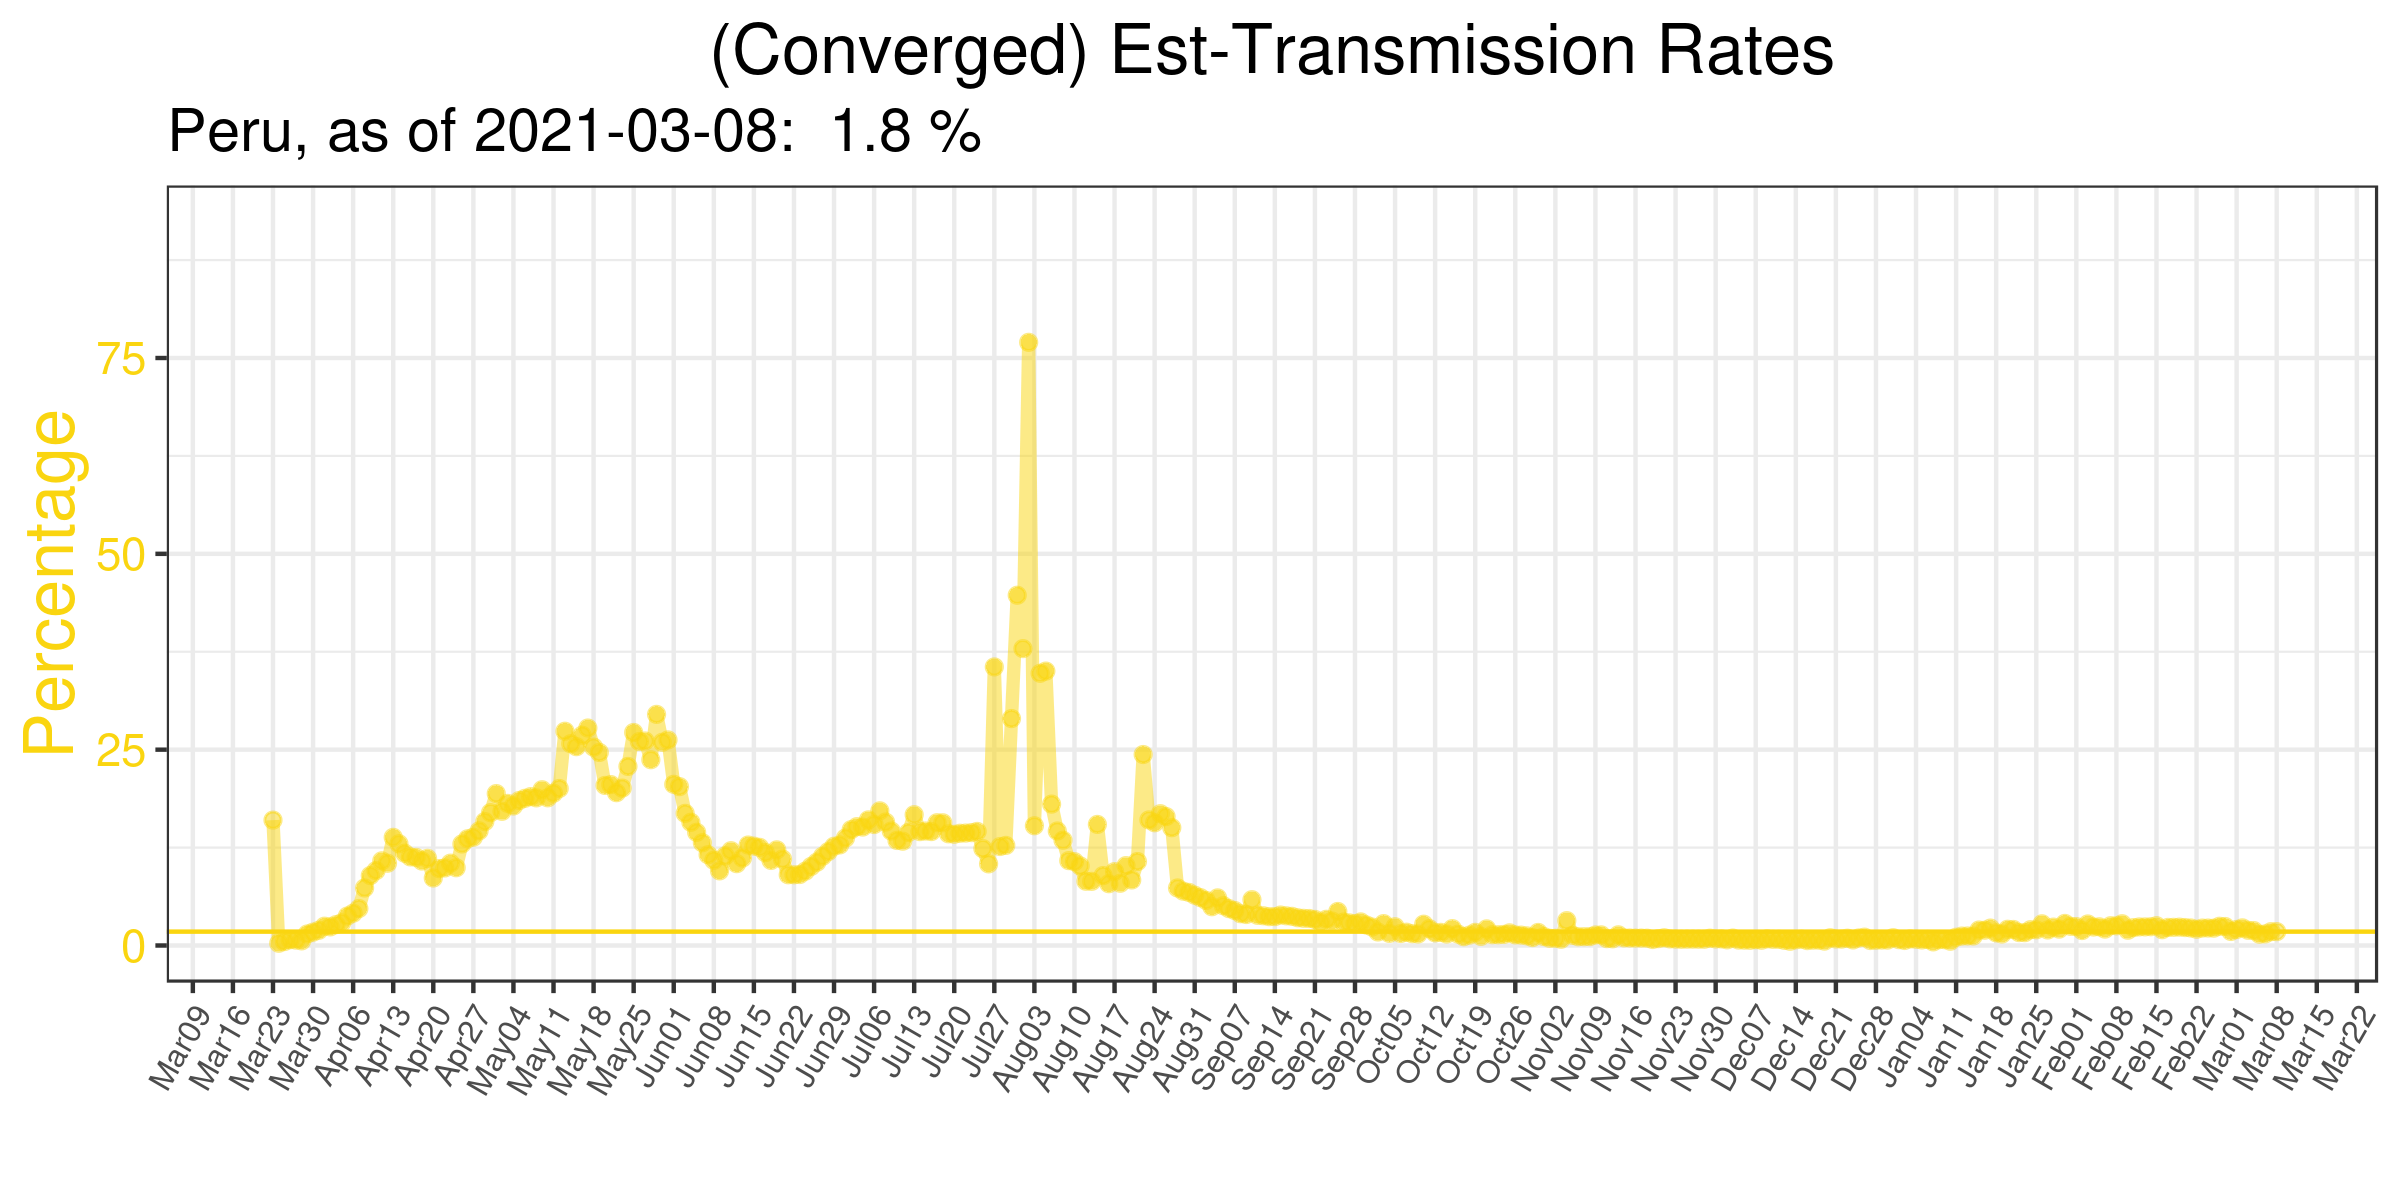 (Converged) Est-Transmission Rates
Peru, as of 2021-03-08:  1.8 %
Percentage
75
50
25
0
Mar09
Mar16
Mar23
Mar30
Apr06
Apr13
Apr20
Apr27
May04
May11
May18
May25
Jun01
Jun08
Jun15
Jun22
Jun29
Jul06
Jul13
Jul20
Jul27
Aug03
Aug10
Aug17
Aug24
Aug31
Sep07
Sep14
Sep21
Sep28
Oct05
Oct12
Oct19
Oct26
Nov02
Nov09
Nov16
Nov23
Nov30
Dec07
Dec14
Dec21
Dec28
Jan04
Jan11
Jan18
Jan25
Feb01
Feb08
Feb15
Feb22
Mar01
Mar08
Mar15
Mar22